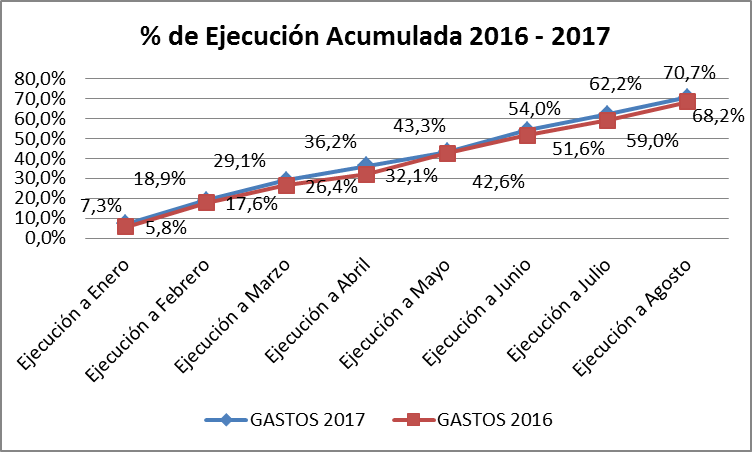 % de Ejecución Acumulada 2016 - 2017
80,0%
70,0%
60,0%
50,0%
40,0%
30,0%
20,0%
10,0%
0,0%
7,3%
18,9%
29,1%
36,2%
43,3%
54,0%
62,2%
70,7%
5,8%
17,6%
26,4%
32,1%
42,6%
51,6%
59,0%
68,2%
Ejecución a Enero
Ejecución a Febrero
Ejecución a Marzo
Ejecución a Abril
Ejecución a Mayo
Ejecución a Junio
Ejecución a Julio
Ejecución a Agosto
GASTOS 2017
GASTOS 2016